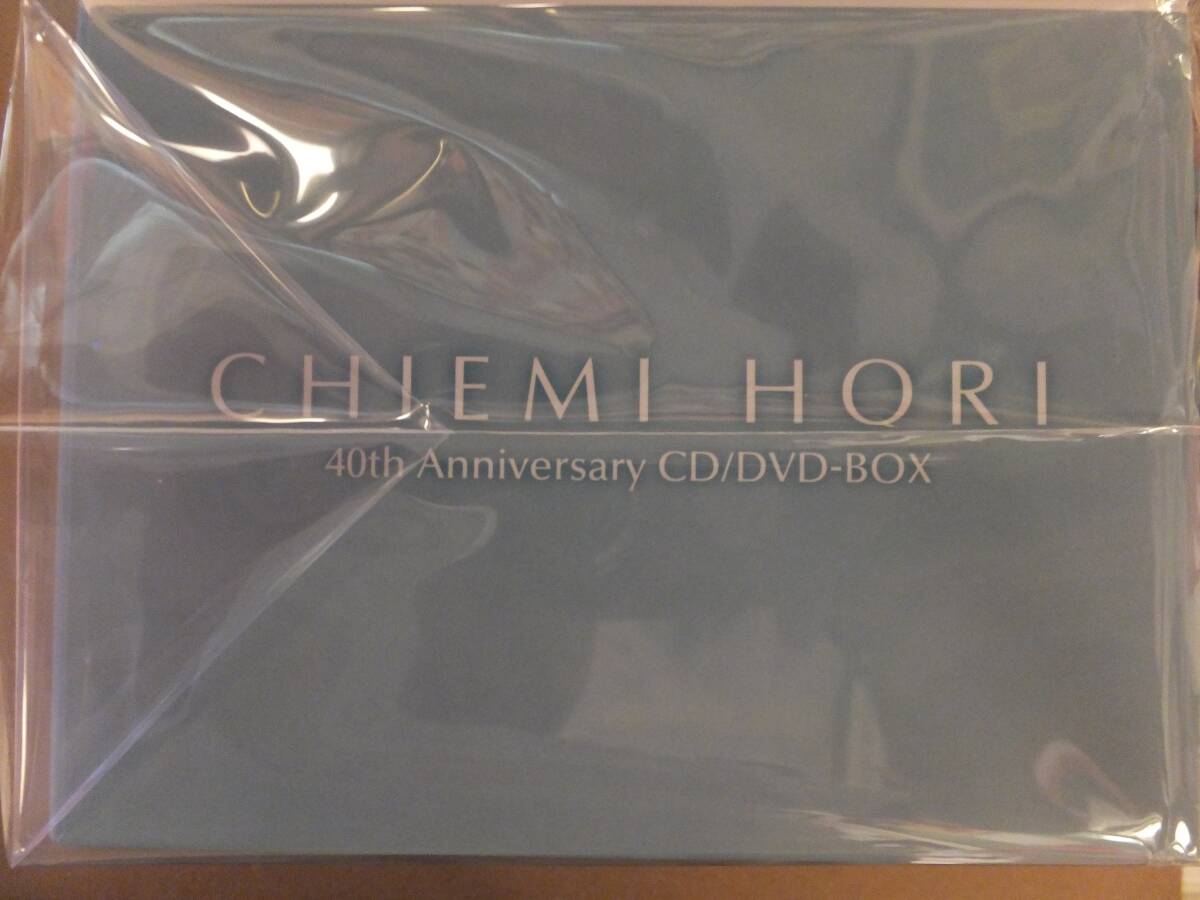 CHIEMI HORI
40th Anniversary CD/DVD-BOX